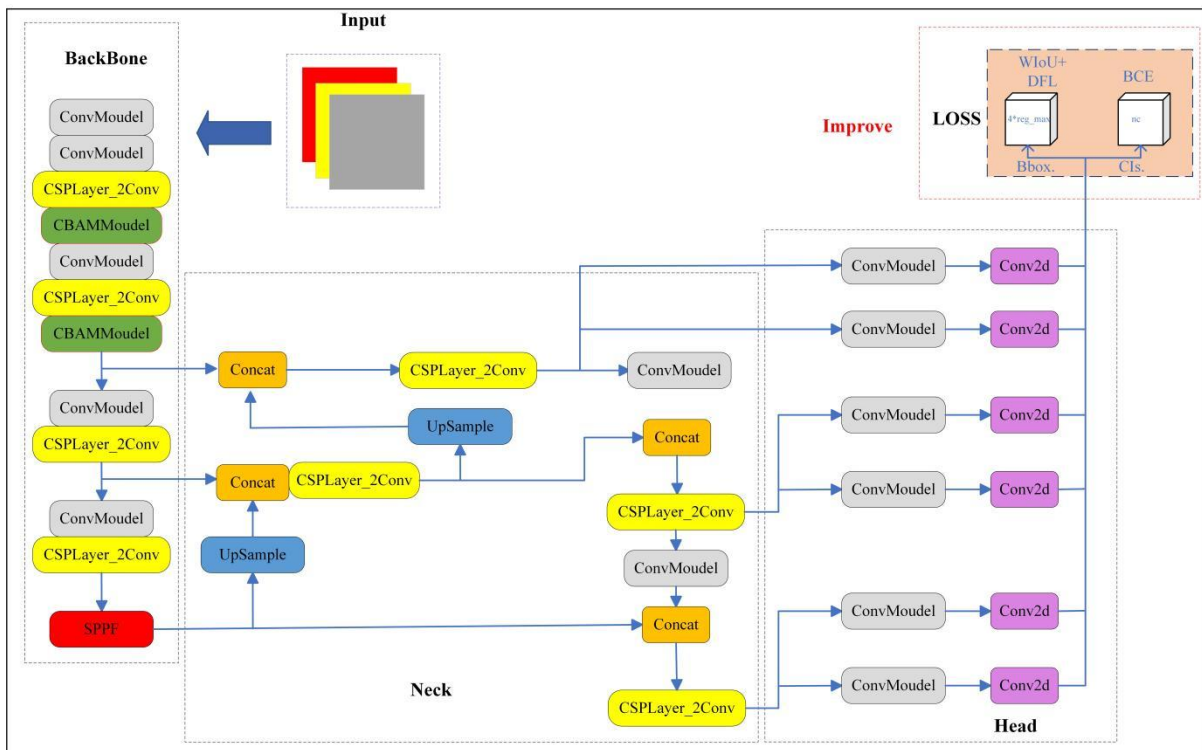 Input
BackBone
ConvMoudel
ConvMoudel
CSPLayer_2Conv
CBAMMoudel
ConvMoudel
CSPLayer_2Conv
CBAMMoudel
ConvMoudel
CSPLayer_2Conv
ConvMoudel
CSPLayer_2Conv
SPPF
Concat
CSPLayer_2Conv
ConvMoudel
UpSample
Concat
CSPLayer_2Conv
Concat
UpSample
CSPLayer_2Conv
ConvMoudel
Concat
CSPLayer_2Conv
Neck
Improve
LOSS
WIoU+
DFL
BCE
4*reg_max
nc
Bbox.
CIs.
ConvMoudel
Conv2d
ConvMoudel
Conv2d
ConvMoudel
Conv2d
ConvMoudel
Conv2d
ConvMoudel
Conv2d
ConvMoudel
Conv2d
Head